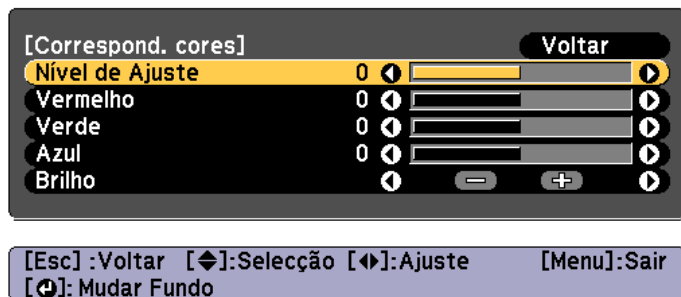 [Correspond. cores] Voltar
Nível de Ajuste 0
Vermelho 0
Verde 0
Azul 0
Brilho
[Esc] :Voltar [◆]:Selecção [◆]:Ajuste [Menu]:Sair
[↵]: Mudar Fundo